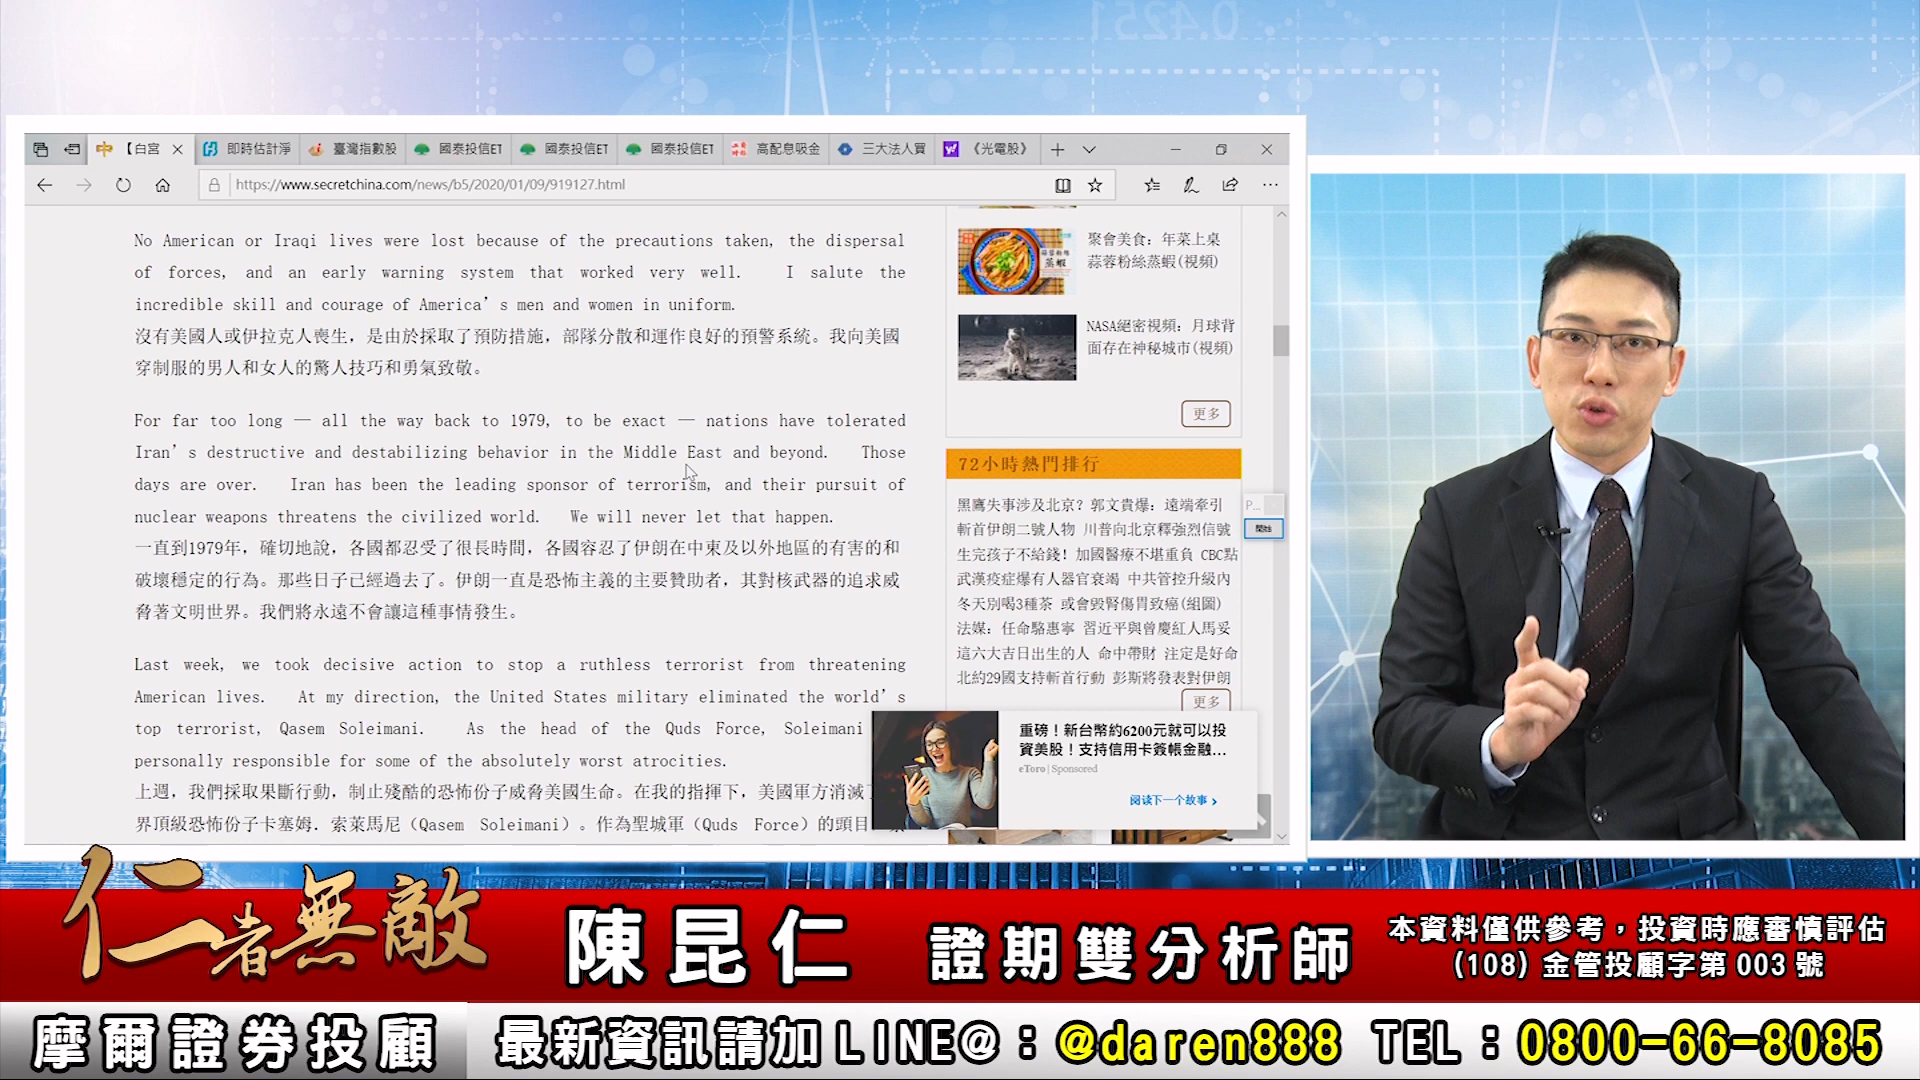 0.4251
【白宮
即時估計淨
臺灣指數股
國泰投信ET
國泰投信ET
國泰投信ET
高配息吸金
三大法人買
《光電股》
https://www.secretchina.com/news/b5/2020/01/09/919127.html
No American or Iraqi lives were lost because of the precautions taken, the dispersal
of forces, and an early warning system that worked very well. I salute the
incredible skill and courage of America's men and women in uniform.
沒有美國人或伊拉克人喪生，是由於採取了預防措施，部隊分散和運作良好的預警系統。我向美國
穿制服的男人和女人的驚人技巧和勇氣致敬。
For far too long — all the way back to 1979, to be exact — nations have tolerated
Iran's destructive and destabilizing behavior in the Middle East and beyond. Those
days are over. Iran has been the leading sponsor of terrorism, and their pursuit of
nuclear weapons threatens the civilized world. We will never let that happen.
一直到1979年，確切地說，各國都忍受了很長時間，各國容忍了伊朗在中東及以外地區的有害的和
破壞穩定的行為。那些日子已經過去了。伊朗一直是恐怖主義的主要贊助者，其對核武器的追求威
脅著文明世界。我們將永遠不會讓這種事情發生。
Last week, we took decisive action to stop a ruthless terrorist from threatening
American lives. At my direction, the United States military eliminated the world's
top terrorist, Qasem Soleimani. As the head of the Quds Force, Soleimani
personally responsible for some of the absolutely worst atrocities.
上週，我們採取果斷行動，制止殘酷的恐怖份子威脅美國生命。在我的指揮下，美國軍方消滅
界頂級恐怖份子卡塞姆．索萊馬尼（Qasem Soleimani）。作為聖城軍（Quds Force）的頭目
聚會美食：年菜上桌
蒜蓉粉絲蒸蝦(視頻)
NASA絕密視頻：月球背
面存在神秘城市(視頻)
更多
72小時熱門排行
黑鷹失事涉及北京？郭文貴爆：遠端牽引
斬首伊朗二號人物 川普向北京釋強烈信號
生完孩子不給錢！加國醫療不堪重負 CBC點
武漢疫症爆有人器官衰竭 中共管控升級內
冬天別喝3種茶 或會毀腎傷胃致癌(組圖)
法媒：任命駱惠寧 習近平與曾慶紅人馬妥
這六大吉日出生的人 命中帶財 注定是好命
北約29國支持斬首行動 彭斯將發表對伊朗
更多
P...
開始
重磅！新台幣約6200元就可以投
資美股！支持信用卡簽帳金融...
eToro | Sponsored
阅读下一个故事 ›
仁者無敵
陳昆仁 證期雙分析師
本資料僅供參考，投資時應審慎評估
(108) 金管投顧字第 003 號
摩爾證券投顧
最新資訊請加LINE@：@daren888 TEL：0800-66-8085